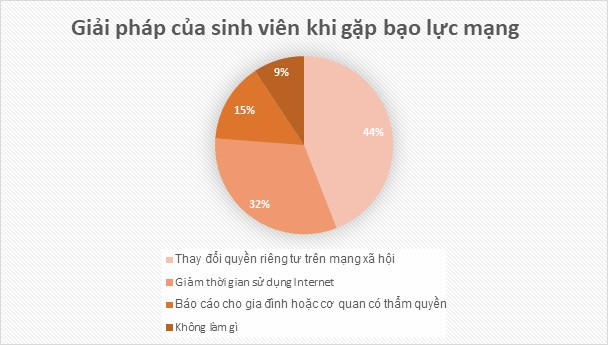 Giải pháp của sinh viên khi gặp bạo lực mạng
9%
15%
44%
32%
Thay đổi quyền riêng tư trên mạng xã hội
Giảm thời gian sử dụng Internet
Báo cáo cho gia đình hoặc cơ quan có thẩm quyền
Không làm gì